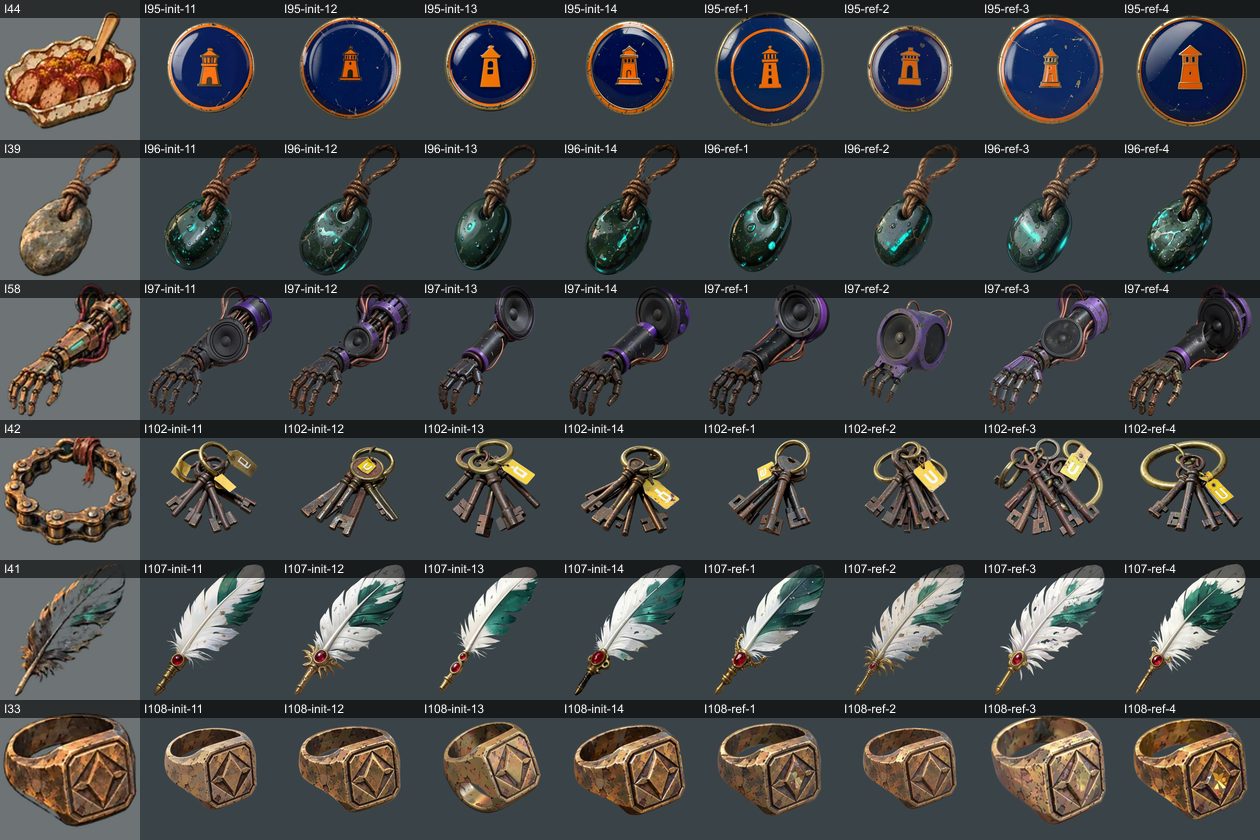 I44 I95-init-11 I95-init-12 I95-init-13 I95-init-14 I95-ref-1 I95-ref-2 I95-ref-3 I95-ref-4
I39 I96-init-11 I96-init-12 I96-init-13 I96-init-14 I96-ref-1 I96-ref-2 I96-ref-3 I96-ref-4
I58 I97-init-11 I97-init-12 I97-init-13 I97-init-14 I97-ref-1 I97-ref-2 I97-ref-3 I97-ref-4
I42 I102-init-11 I102-init-12 I102-init-13 I102-init-14 I102-ref-1 I102-ref-2 I102-ref-3 I102-ref-4
I41 I107-init-11 I107-init-12 I107-init-13 I107-init-14 I107-ref-1 I107-ref-2 I107-ref-3 I107-ref-4
I33 I108-init-11 I108-init-12 I108-init-13 I108-init-14 I108-ref-1 I108-ref-2 I108-ref-3 I108-ref-4